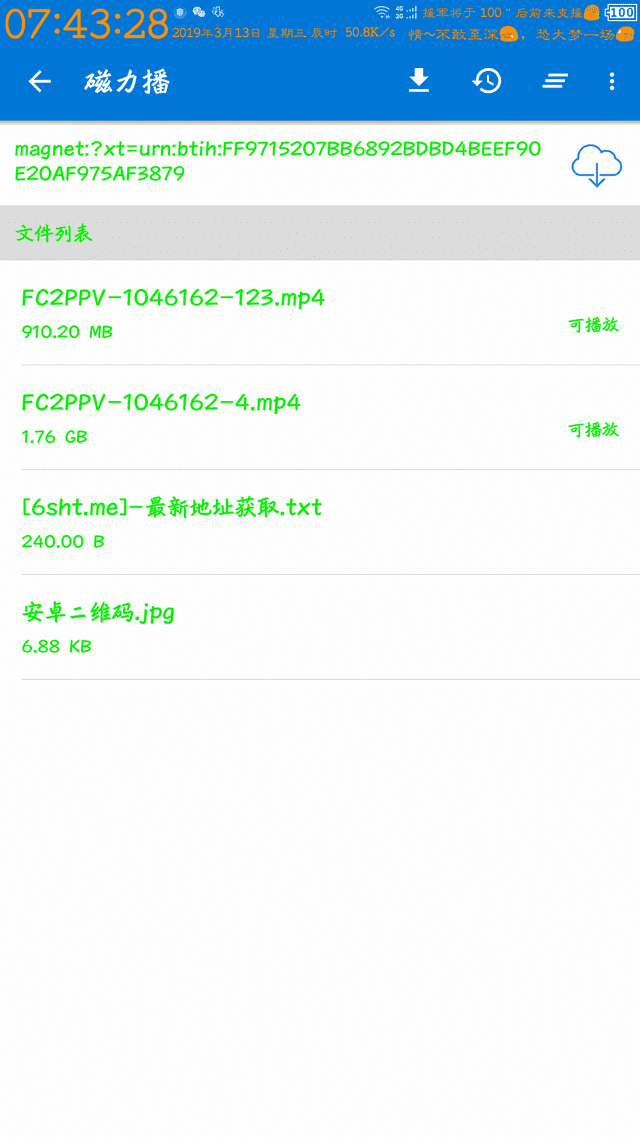 07:43:28
援军将于 100 " 后前来支援
100
2019年3月13日 星期三 辰时 50.8K/s
情~不敢至深,恐大梦一场
磁力播
magnet:?xt=urn:btih:FF9715207BB6892BDBD4BEEF90
E20AF975AF3879
文件列表
FC2PPV-1046162-123.mp4
910.20 MB
可播放
FC2PPV-1046162-4.mp4
1.76 GB
可播放
[6sht.me]-最新地址获取.txt
240.00 B
安卓二维码.jpg
6.88 KB